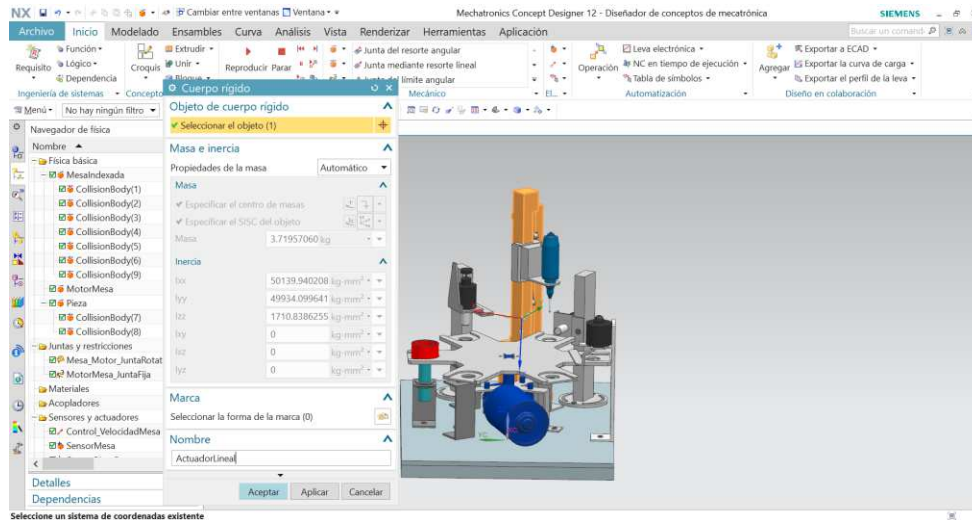 NX
Cambiar entre ventanas Ventana
Mechatronics Concept Designer 12 - Diseñador de conceptos de mecatrónica
SIEMENS
Archivo Inicio Modelado Ensambles Curva Análisis Vista Renderizar Herramientas Aplicación
Buscar un comando
Requisito
Función
Lógico
Dependencia
Ingeniería de sistemas
Croquis
Concepto
Extrudir
Unir
Bloque
Reproducir Parar
Junta del resorte angular
Junta mediante resorte lineal
límite angular
Mecánico
Operación
Leva electrónica
NC en tiempo de ejecución
Tabla de símbolos
Automatización
Agregar
Exportar a ECAD
Exportar la curva de carga
Exportar el perfil de la leva
Diseño en colaboración
Menú No hay ningún filtro
Navegador de física
Nombre
Física básica
MesaIndexada
CollisionBody(1)
CollisionBody(2)
CollisionBody(3)
CollisionBody(4)
CollisionBody(5)
CollisionBody(6)
CollisionBody(9)
MotorMesa
Pieza
CollisionBody(7)
CollisionBody(8)
Juntas y restricciones
Mesa_Motor_JuntaRotat
MotorMesa_JuntaFija
Materiales
Acopladores
Sensores y actuadores
Control_VelocidadMesa
SensorMesa
Detalles
Dependencias
Cuerpo rígido
Objeto de cuerpo rígido
Seleccionar el objeto (1)
Masa e inercia
Propiedades de la masa Automático
Masa
Especificar el centro de masas
Especificar el SISC del objeto
Masa 3.71957060 kg
Inercia
Ixx 50139.940208 kg-mm²
Iyy 49934.099641 kg-mm²
Izz 1710.8386255 kg-mm²
Ixy 0 kg-mm²
Ixz 0 kg-mm²
Iyz 0 kg-mm²
Marca
Seleccionar la forma de la marca (0)
Nombre
ActuadorLineal
Aceptar Aplicar Cancelar
Seleccione un sistema de coordenadas existente